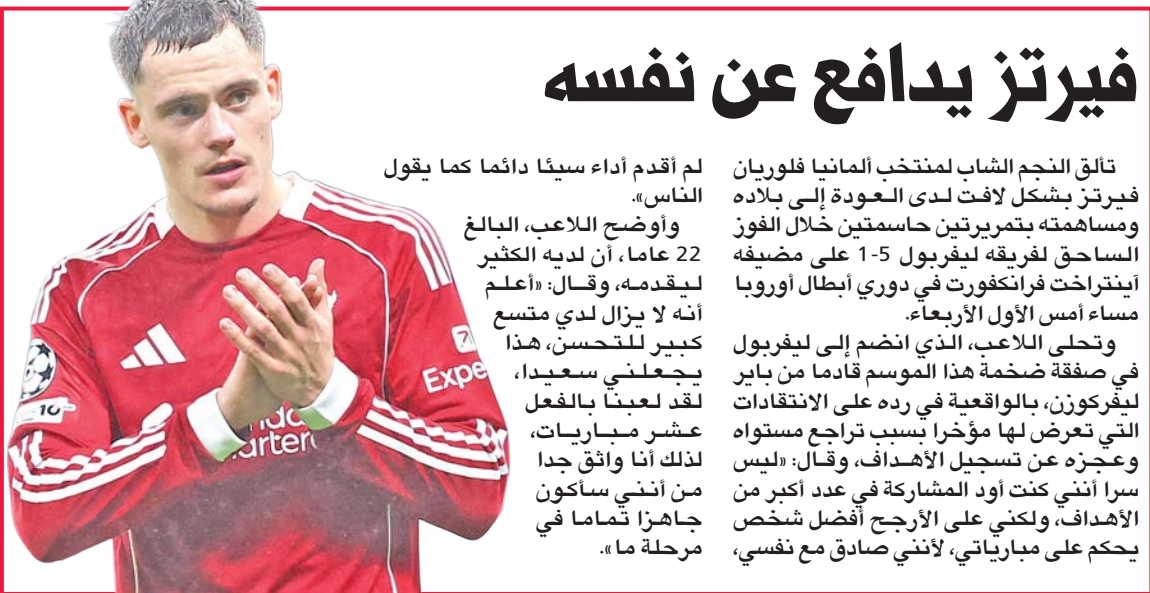 فيرتز يدافع عن نفسه
تألق النجم الشاب لمنتخب ألمانيا فلوريان
فيرتز بشكل لافت لدى العودة إلى بلاده
ومساهمته بتمريرتين حاسمتين خلال الفوز
الساحق لفريقه ليفربول 5-1 على مضيفه
آينتراخت فرانكفورت في دوري أبطال أوروبا
مساء أمس الأول الأربعاء.
وتحلى اللاعب، الذي انضم إلى ليفربول
في صفقة ضخمة هذا الموسم قادما من باير
ليفركوزن، بالواقعية في رده على الانتقادات
التي تعرض لها مؤخرا بسبب تراجع مستواه
وعجزه عن تسجيل الأهداف، وقال: «ليس
سرا أنني كنت أود المشاركة في عدد أكبر من
الأهداف، ولكني على الأرجح أفضل شخص
يحكم على مبارياتي، لأنني صادق مع نفسي،
لم أقدم أداء سيئا دائما كما يقول
الناس».
وأوضح اللاعب، البالغ
22 عاما، أن لديه الكثير
ليقدمه، وقال: «أعلم
أنه لا يزال لدي متسع
كبير للتحسن، هذا
يجعلني سعيدا،
لقد لعبنا بالفعل
عشر مباريات،
لذلك أنا واثق جدا
من أنني سأكون
جاهزا تماما في
مرحلة ما».
Expe
arter
10